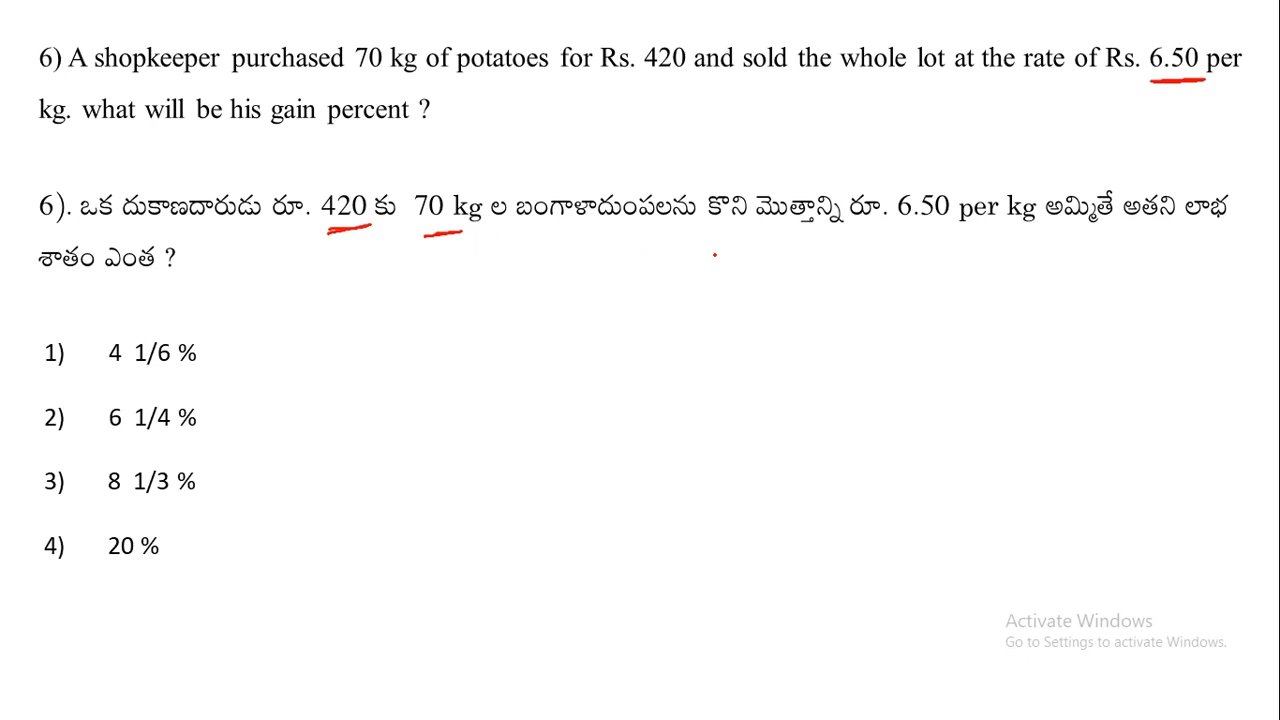 6) A shopkeeper purchased 70 kg of potatoes for Rs. 420 and sold the whole lot at the rate of Rs. 6.50 per
kg. what will be his gain percent ?
6). ఒక దుకాణదారుడు రూ. 420 కు 70 kg ల బంగాళాదుంపలను కొని మొత్తాన్ని రూ. 6.50 per kg అమ్మితే అతని లాభ
శాతం ఎంత ?
1) 4 1/6 %
2) 6 1/4 %
3) 8 1/3 %
4) 20 %
Activate Windows
Go to Settings to activate Windows.